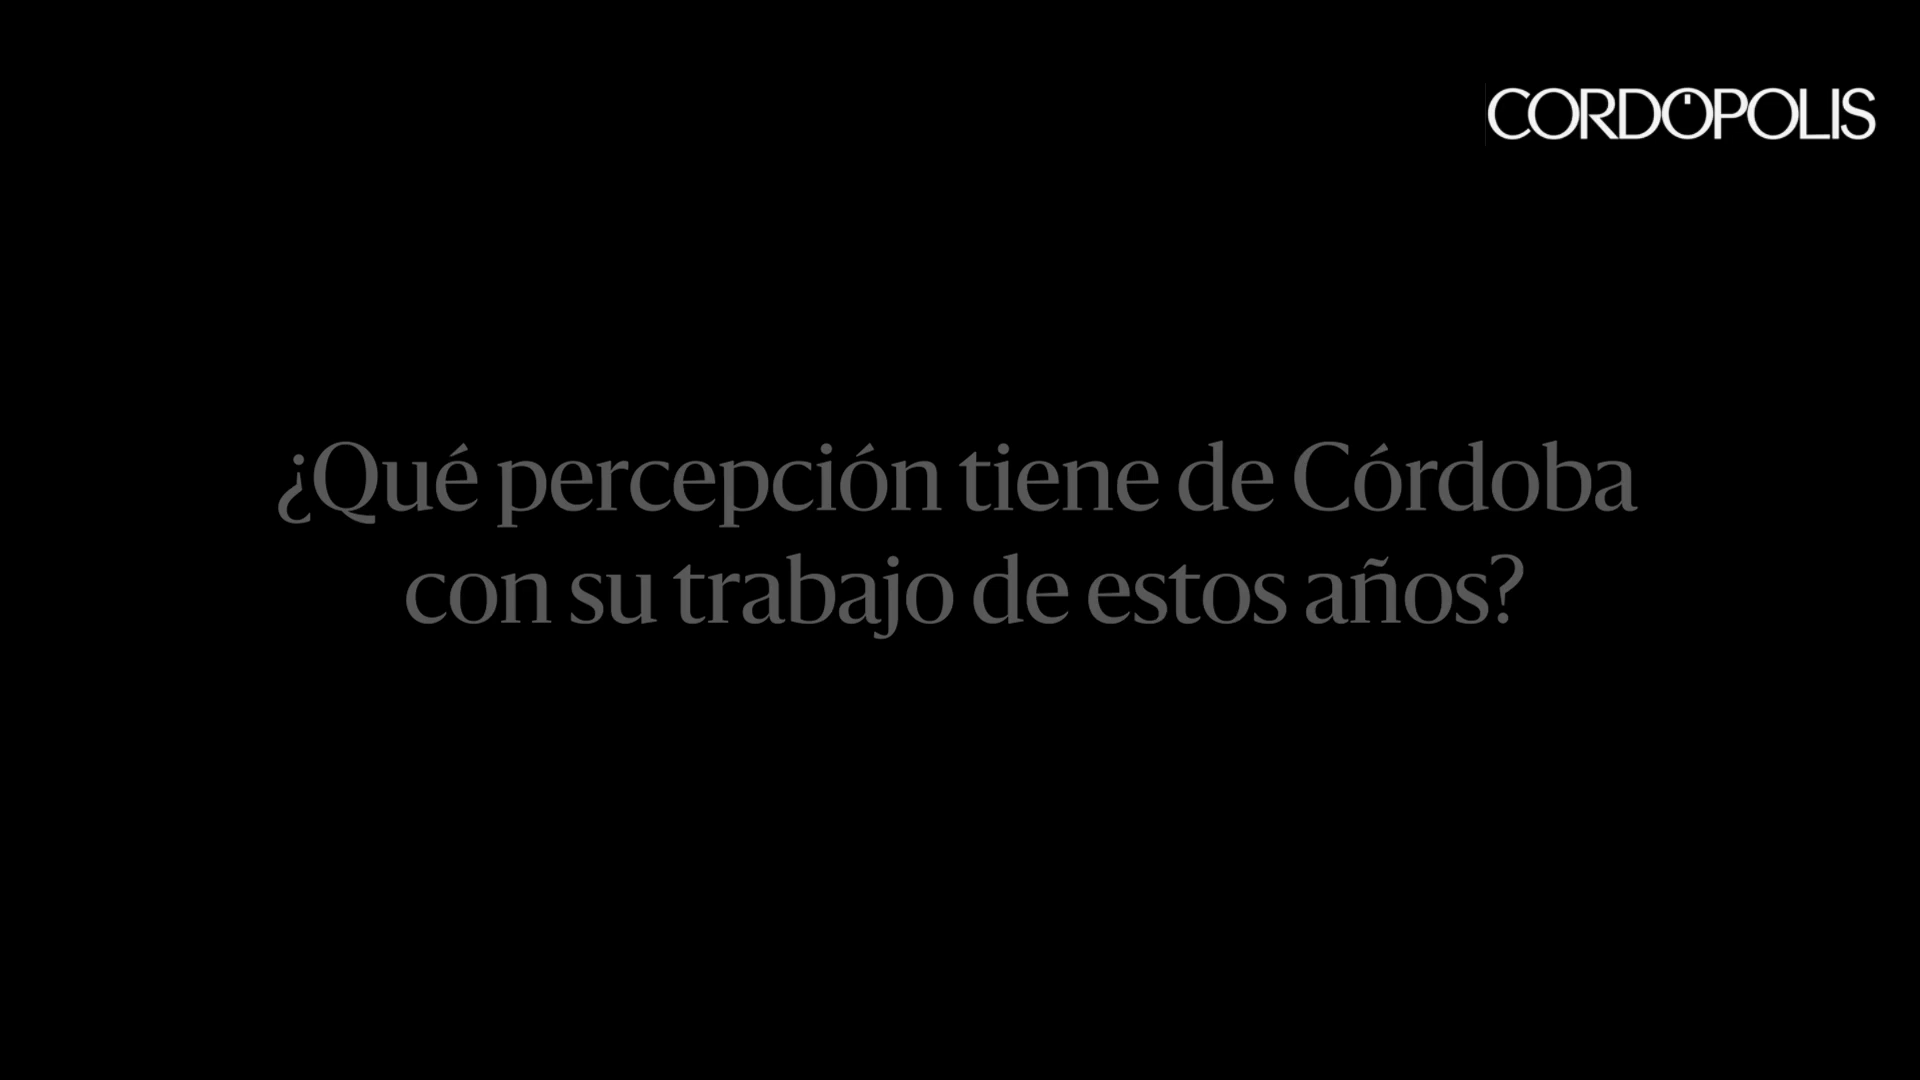 CORDÓPOLIS
¿Qué percepción tiene de Córdoba
con su trabajo de estos años?